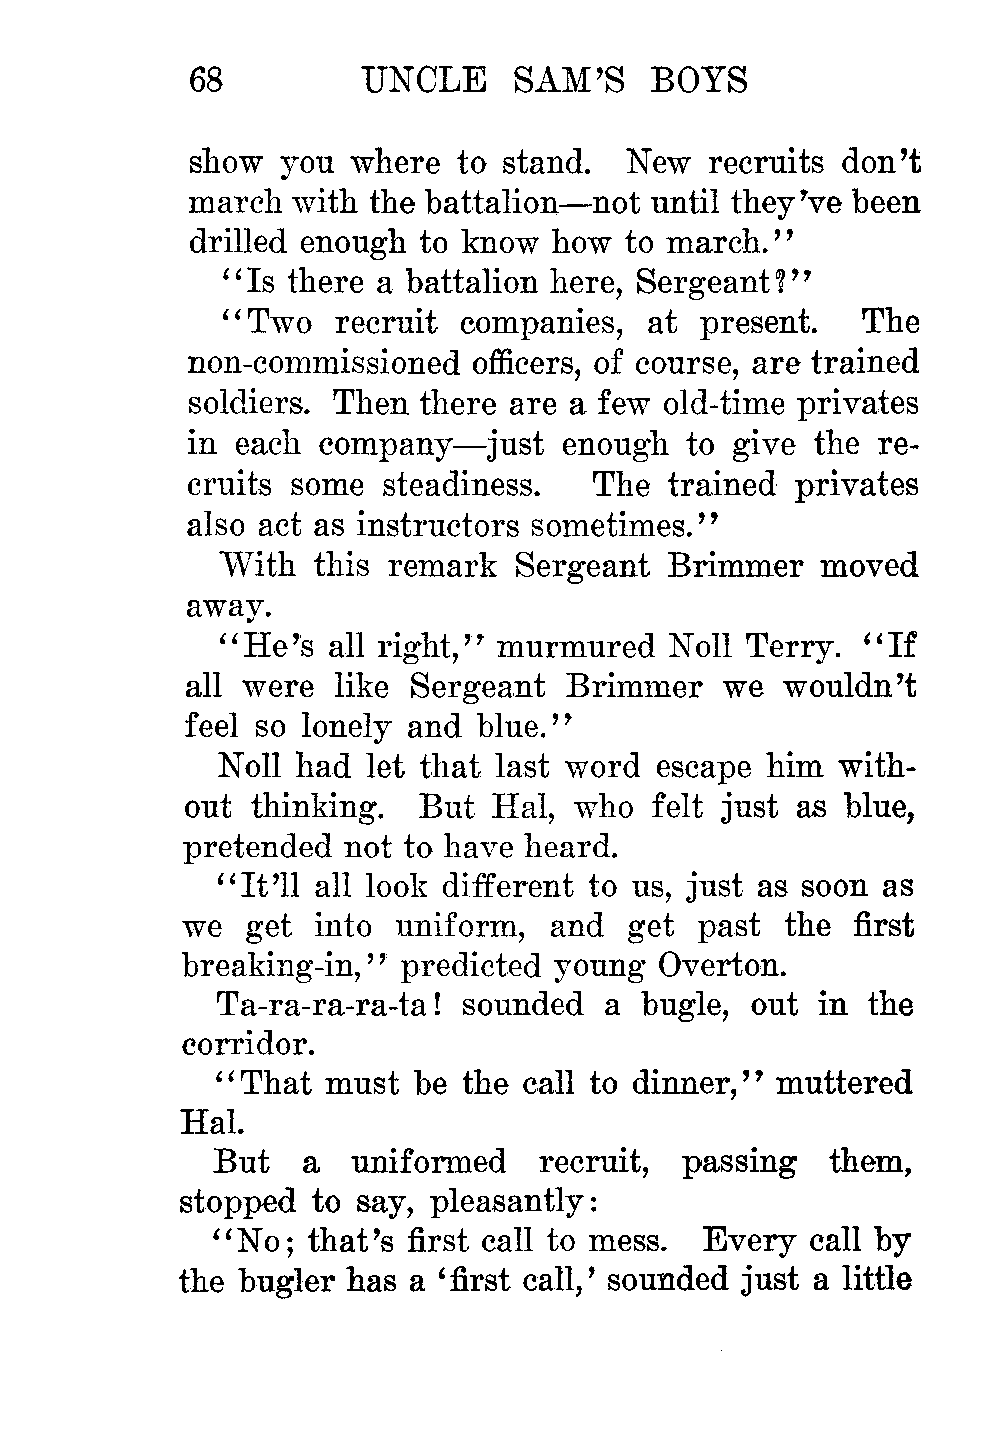 68 UNCLE SAM'S BOYS
show you where to stand. New recruits don't
march with the battalion—not until they've been
drilled enough to know how to march."
"Is there a battalion here, Sergeant?"
"Two recruit companies, at present. The
non-commissioned officers, of course, are trained
soldiers. Then there are a few old-time privates
in each company—just enough to give the re-
cruits some steadiness. The trained privates
also act as instructors sometimes."
With this remark Sergeant Brimmer moved
away.
"He's all right," murmured Noll Terry. "If
all were like Sergeant Brimmer we wouldn't
feel so lonely and blue."
Noll had let that last word escape him with-
out thinking. But Hal, who felt just as blue,
pretended not to have heard.
"It'll all look different to us, just as soon as
we get into uniform, and get past the first
breaking-in," predicted young Overton.
Ta-ra-ra-ra-ta! sounded a bugle, out in the
corridor.
"That must be the call to dinner," muttered
Hal.
But a uniformed recruit, passing them,
stopped to say, pleasantly:
"No; that's first call to mess. Every call by
the bugler has a 'first call,' sounded just a little